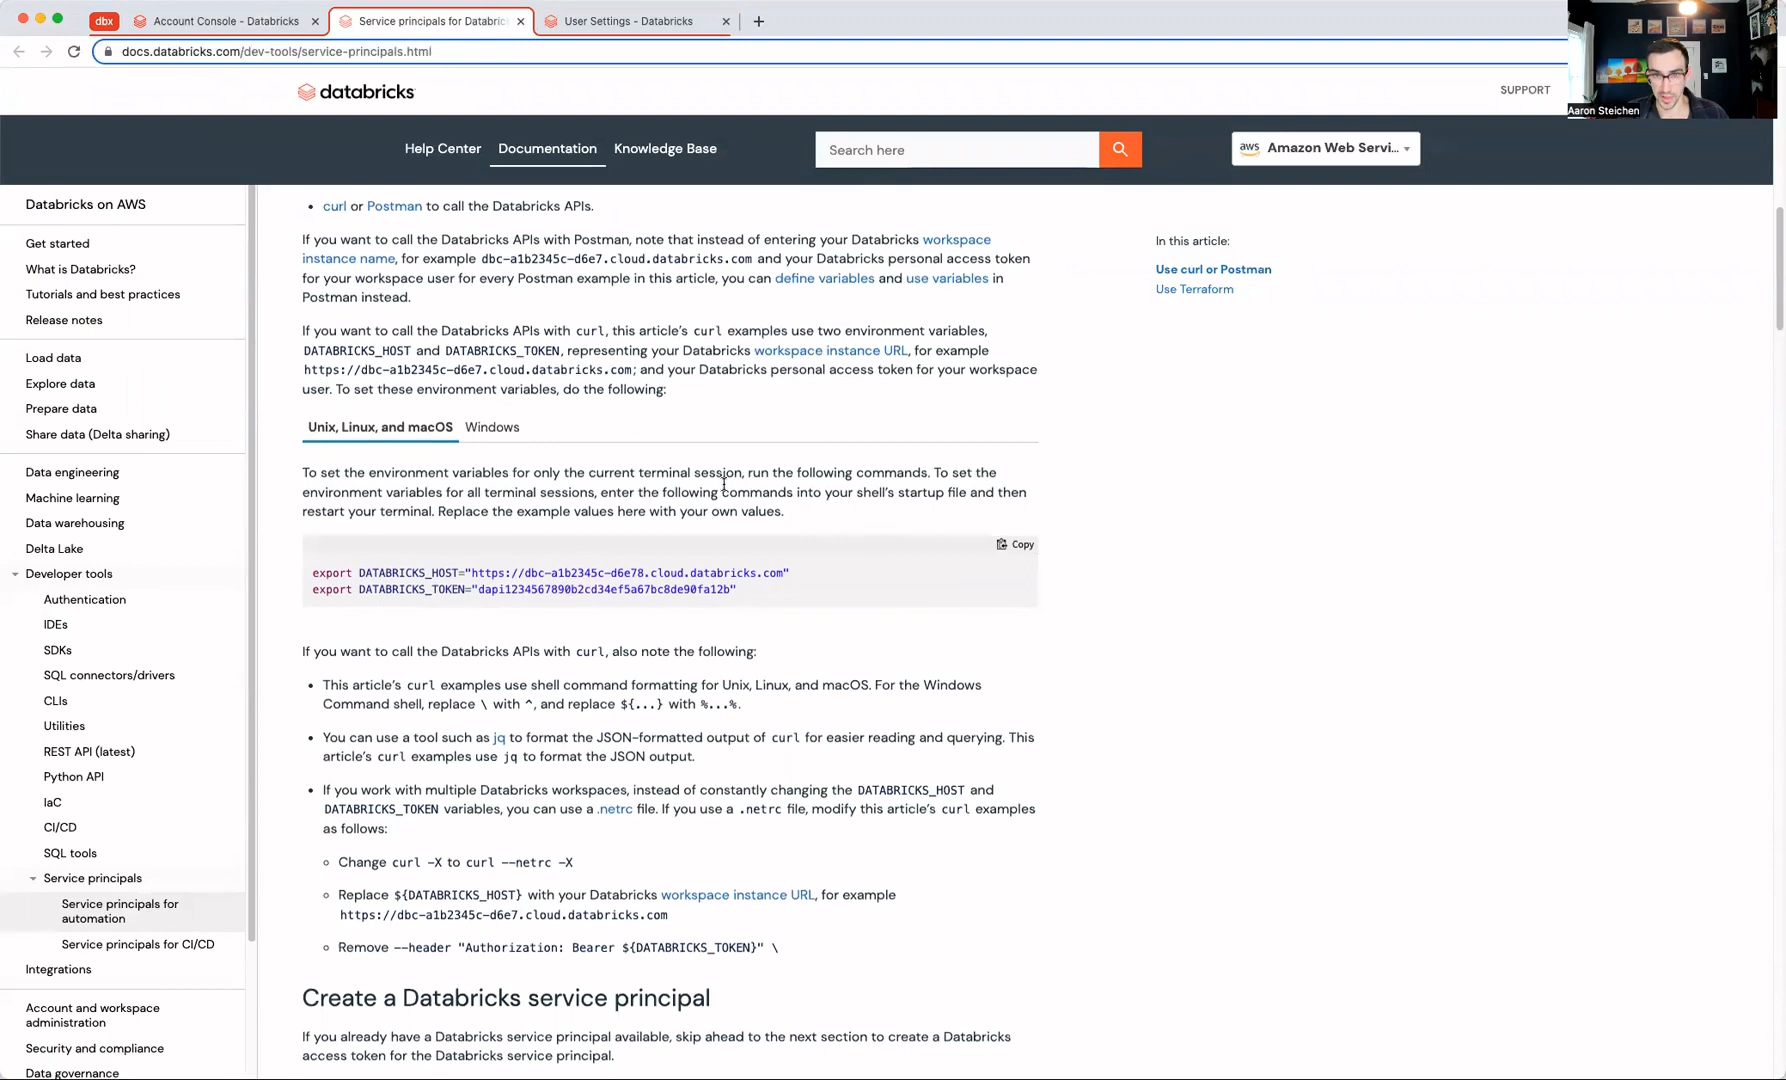 dbx
Account Console - Databricks
Service principals for Databric
User Settings - Databricks
docs.databricks.com/dev-tools/service-principals.html
Aaron Steichen
databricks
SUPPORT
Help Center
Documentation
Knowledge Base
Search here
aws Amazon Web Servi...
Databricks on AWS
Get started
What is Databricks?
Tutorials and best practices
Release notes
Load data
Explore data
Prepare data
Share data (Delta sharing)
Data engineering
Machine learning
Data warehousing
Delta Lake
Developer tools
Authentication
IDEs
SDKs
SQL connectors/drivers
CLIs
Utilities
REST API (latest)
Python API
IaC
CI/CD
SQL tools
Service principals
Service principals for
automation
Service principals for CI/CD
Integrations
Account and workspace
administration
Security and compliance
Data governance
• curl or Postman to call the Databricks APIs.
If you want to call the Databricks APIs with Postman, note that instead of entering your Databricks workspace
instance name, for example dbc-a1b2345c-d6e7.cloud.databricks.com and your Databricks personal access token
for your workspace user for every Postman example in this article, you can define variables and use variables in
Postman instead.
If you want to call the Databricks APIs with curl, this article's curl examples use two environment variables,
DATABRICKS_HOST and DATABRICKS_TOKEN, representing your Databricks workspace instance URL, for example
https://dbc-a1b2345c-d6e7.cloud.databricks.com; and your Databricks personal access token for your workspace
user. To set these environment variables, do the following:
Unix, Linux, and macOS
Windows
To set the environment variables for only the current terminal session, run the following commands. To set the
environment variables for all terminal sessions, enter the following commands into your shell's startup file and then
restart your terminal. Replace the example values here with your own values.
Copy
export DATABRICKS_HOST="https://dbc-a1b2345c-d6e78.cloud.databricks.com"
export DATABRICKS_TOKEN="dapi1234567890b2cd34ef5a67bc8de90fa12b"
If you want to call the Databricks APIs with curl, also note the following:
• This article's curl examples use shell command formatting for Unix, Linux, and macOS. For the Windows
Command shell, replace \ with ^, and replace ${...} with %...%.
• You can use a tool such as jq to format the JSON-formatted output of curl for easier reading and querying. This
article's curl examples use jq to format the JSON output.
• If you work with multiple Databricks workspaces, instead of constantly changing the DATABRICKS_HOST and
DATABRICKS_TOKEN variables, you can use a .netrc file. If you use a .netrc file, modify this article's curl examples
as follows:
◦ Change curl -X to curl --netrc -X
◦ Replace ${DATABRICKS_HOST} with your Databricks workspace instance URL, for example
https://dbc-a1b2345c-d6e7.cloud.databricks.com
◦ Remove --header "Authorization: Bearer ${DATABRICKS_TOKEN}" \
Create a Databricks service principal
If you already have a Databricks service principal available, skip ahead to the next section to create a Databricks
access token for the Databricks service principal.
In this article:
Use curl or Postman
Use Terraform